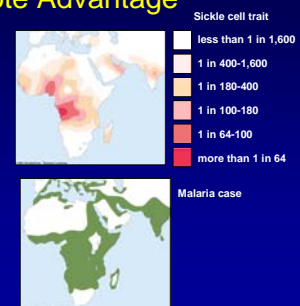 ote Advantage
Sickle cell trait
less than 1 in 1,600
1 in 400-1,600
1 in 180-400
1 in 100-180
1 in 64-100
more than 1 in 64
Malaria case